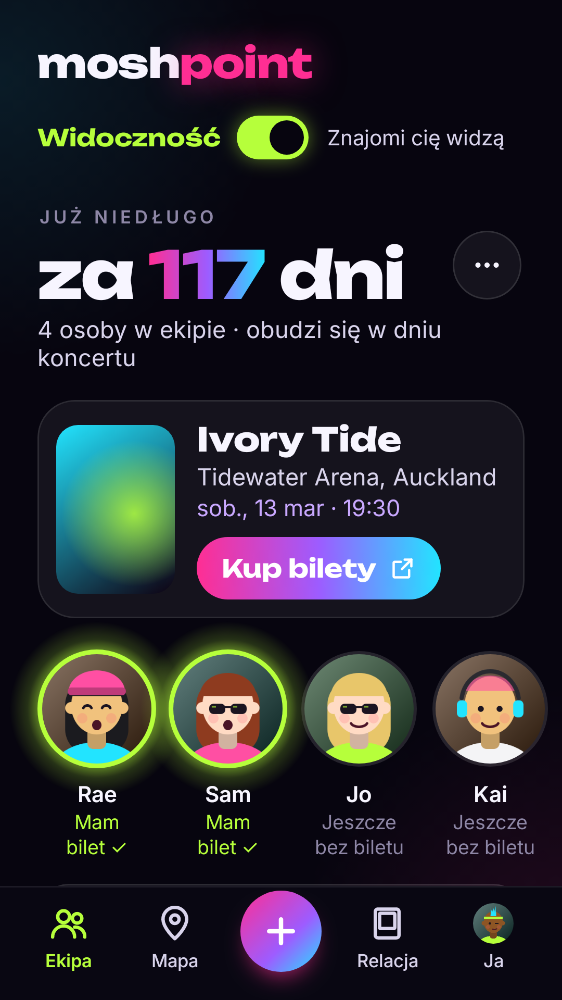 moshpoint
Widoczność
Znajomi cię widzą
JUŻ NIEDŁUGO
za 117 dni
4 osoby w ekipie · obudzi się w dniu
koncertu
Ivory Tide
Tidewater Arena, Auckland
sob., 13 mar · 19:30
Kup bilety
Rae
Mam
bilet ✓
Sam
Mam
bilet ✓
Jo
Jeszcze
bez biletu
Kai
Jeszcze
bez biletu
Ekipa
Mapa
Relacja
Ja